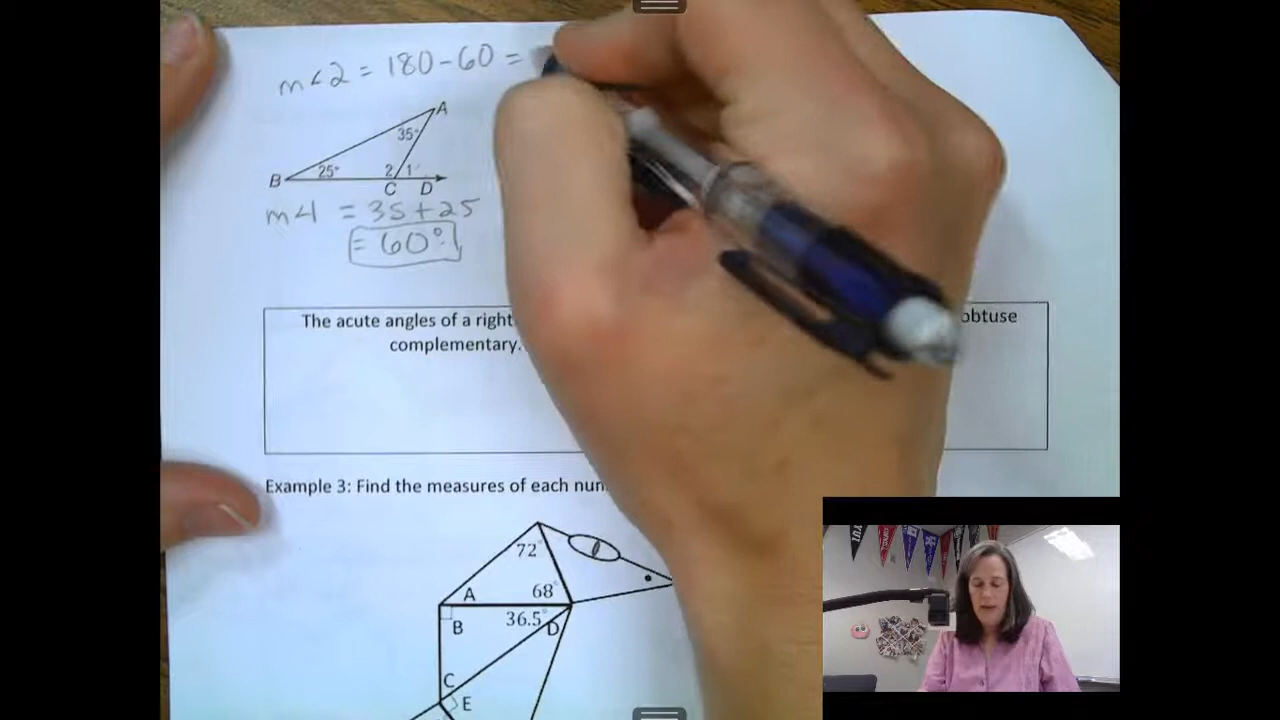 m<2 = 180-60 =
A
35°
25°
2 1
B
C D
m<1 = 35+25
= 60°
The acute angles of a right
complementary.
obtuse
Example 3: Find the measures of each
72°
A 68°
36.5°
B D
C
E